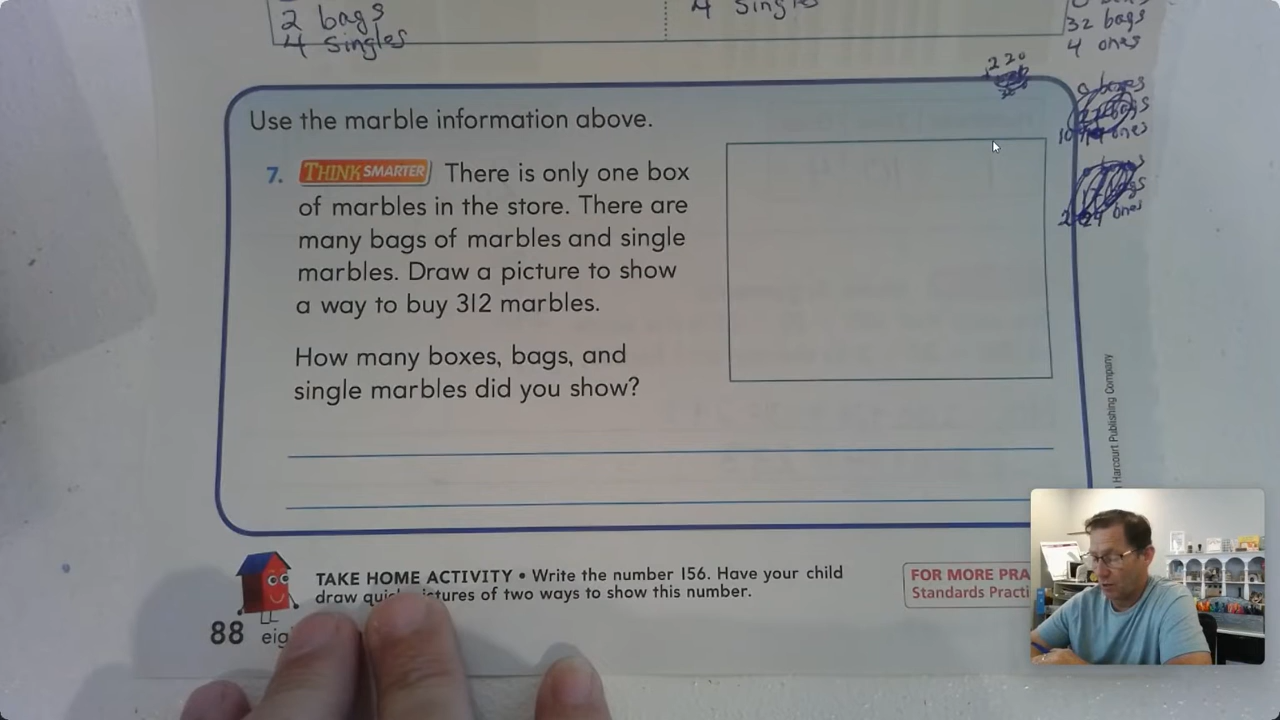 2 bags
4 singles
4 singles
32 bags
4 ones
220
Use the marble information above.
7. THINK SMARTER There is only one box
of marbles in the store. There are
many bags of marbles and single
marbles. Draw a picture to show
a way to buy 312 marbles.
How many boxes, bags, and
single marbles did you show?
Harcourt Publishing Company
TAKE HOME ACTIVITY • Write the number 156. Have your child
draw quick pictures of two ways to show this number.
FOR MORE PRA
Standards Practi
88 eig